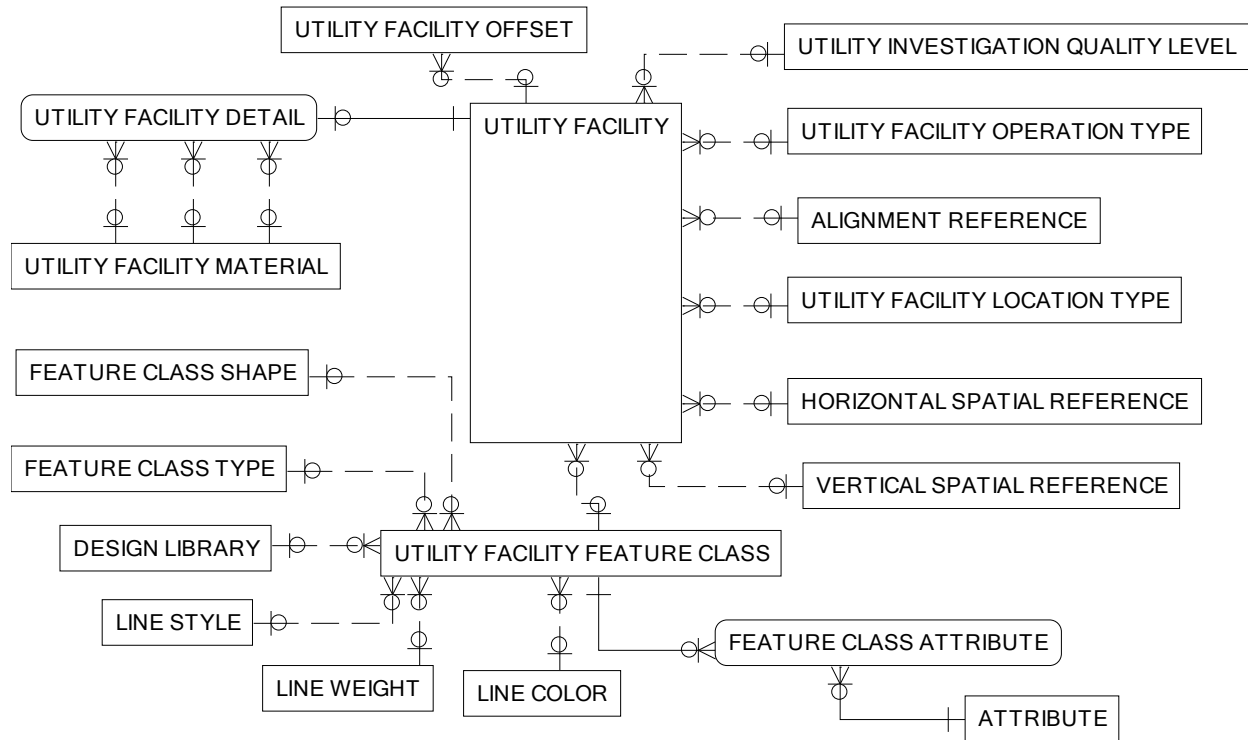 UTILITY FACILITY OFFSET
UTILITY INVESTIGATION QUALITY LEVEL
UTILITY FACILITY DETAIL
UTILITY FACILITY
UTILITY FACILITY OPERATION TYPE
ALIGNMENT REFERENCE
UTILITY FACILITY MATERIAL
UTILITY FACILITY LOCATION TYPE
FEATURE CLASS SHAPE
HORIZONTAL SPATIAL REFERENCE
FEATURE CLASS TYPE
VERTICAL SPATIAL REFERENCE
DESIGN LIBRARY
UTILITY FACILITY FEATURE CLASS
LINE STYLE
FEATURE CLASS ATTRIBUTE
LINE WEIGHT
LINE COLOR
ATTRIBUTE